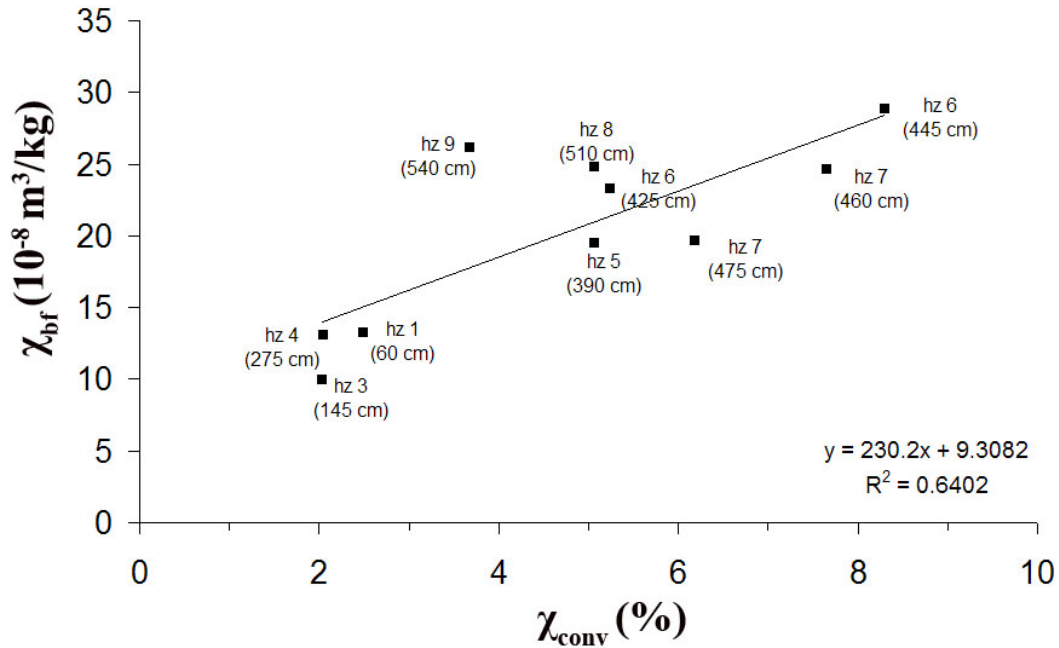 35
30
25
20
15
10
5
0
χbf (10⁻⁸ m³/kg)
hz 6
(445 cm)
hz 9
(540 cm)
hz 8
(510 cm)
hz 6
(425 cm)
hz 7
(460 cm)
hz 7
(475 cm)
hz 5
(390 cm)
hz 4
(275 cm)
hz 1
(60 cm)
hz 3
(145 cm)
y = 230.2x + 9.3082
R² = 0.6402
0 2 4 6 8 10
χconv (%)